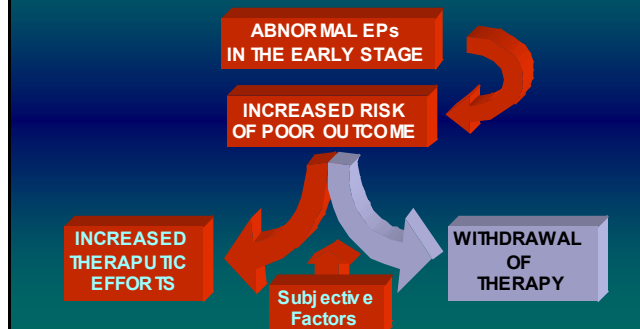 ABNORMAL EPs
IN THE EARLY STAGE
INCREASED RISK
OF POOR OUTCOME
INCREASED
THERAPUTIC
EFFORTS
WITHDRAWAL
OF
THERAPY
Subjective
Factors